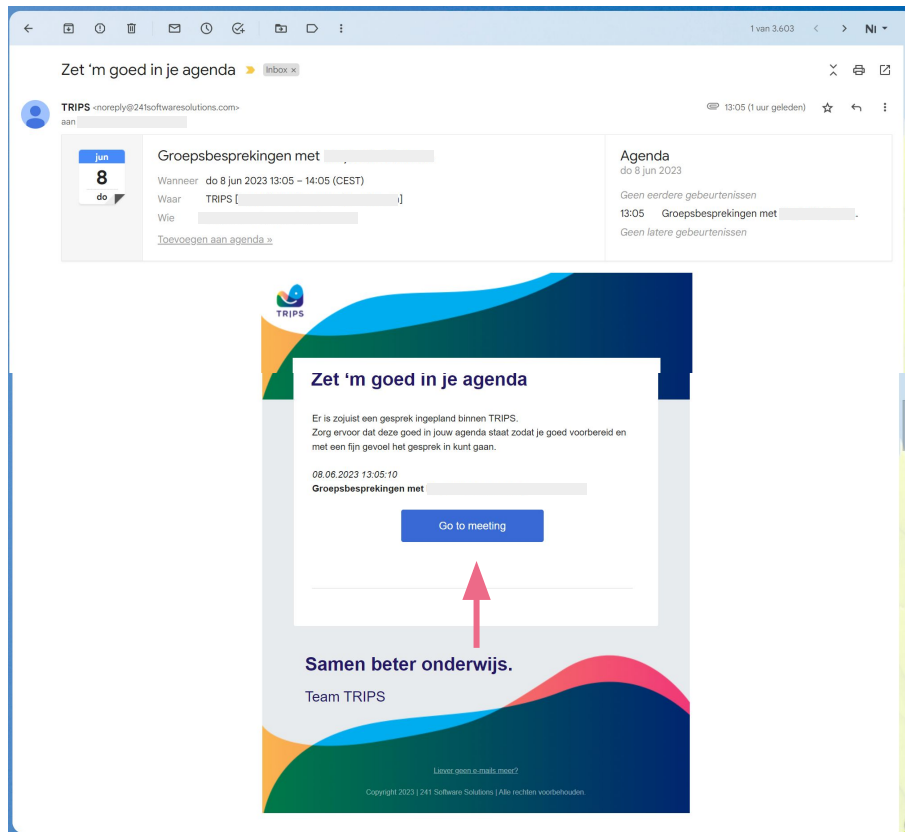 1 van 3.603
Nl
Zet ‘m goed in je agenda
Inbox ×
TRIPS <noreply@241softwaresolutions.com>
13:05 (1 uur geleden)
aan
jun
8
do
Groepsbesprekingen met
Wanneer do 8 jun 2023 13:05 – 14:05 (CEST)
Waar TRIPS [ ]
Wie
Toevoegen aan agenda »
Agenda
do 8 jun 2023
Geen eerdere gebeurtenissen
13:05 Groepsbesprekingen met
Geen latere gebeurtenissen
TRIPS
Zet ‘m goed in je agenda
Er is zojuist een gesprek ingepland binnen TRIPS.
Zorg ervoor dat deze goed in jouw agenda staat zodat je goed voorbereid en
met een fijn gevoel het gesprek in kunt gaan.
08.06.2023 13:05:10
Groepsbesprekingen met
Go to meeting
Samen beter onderwijs.
Team TRIPS
Liever geen e-mails meer?
Copyright 2023 | 241 Software Solutions | Alle rechten voorbehouden.